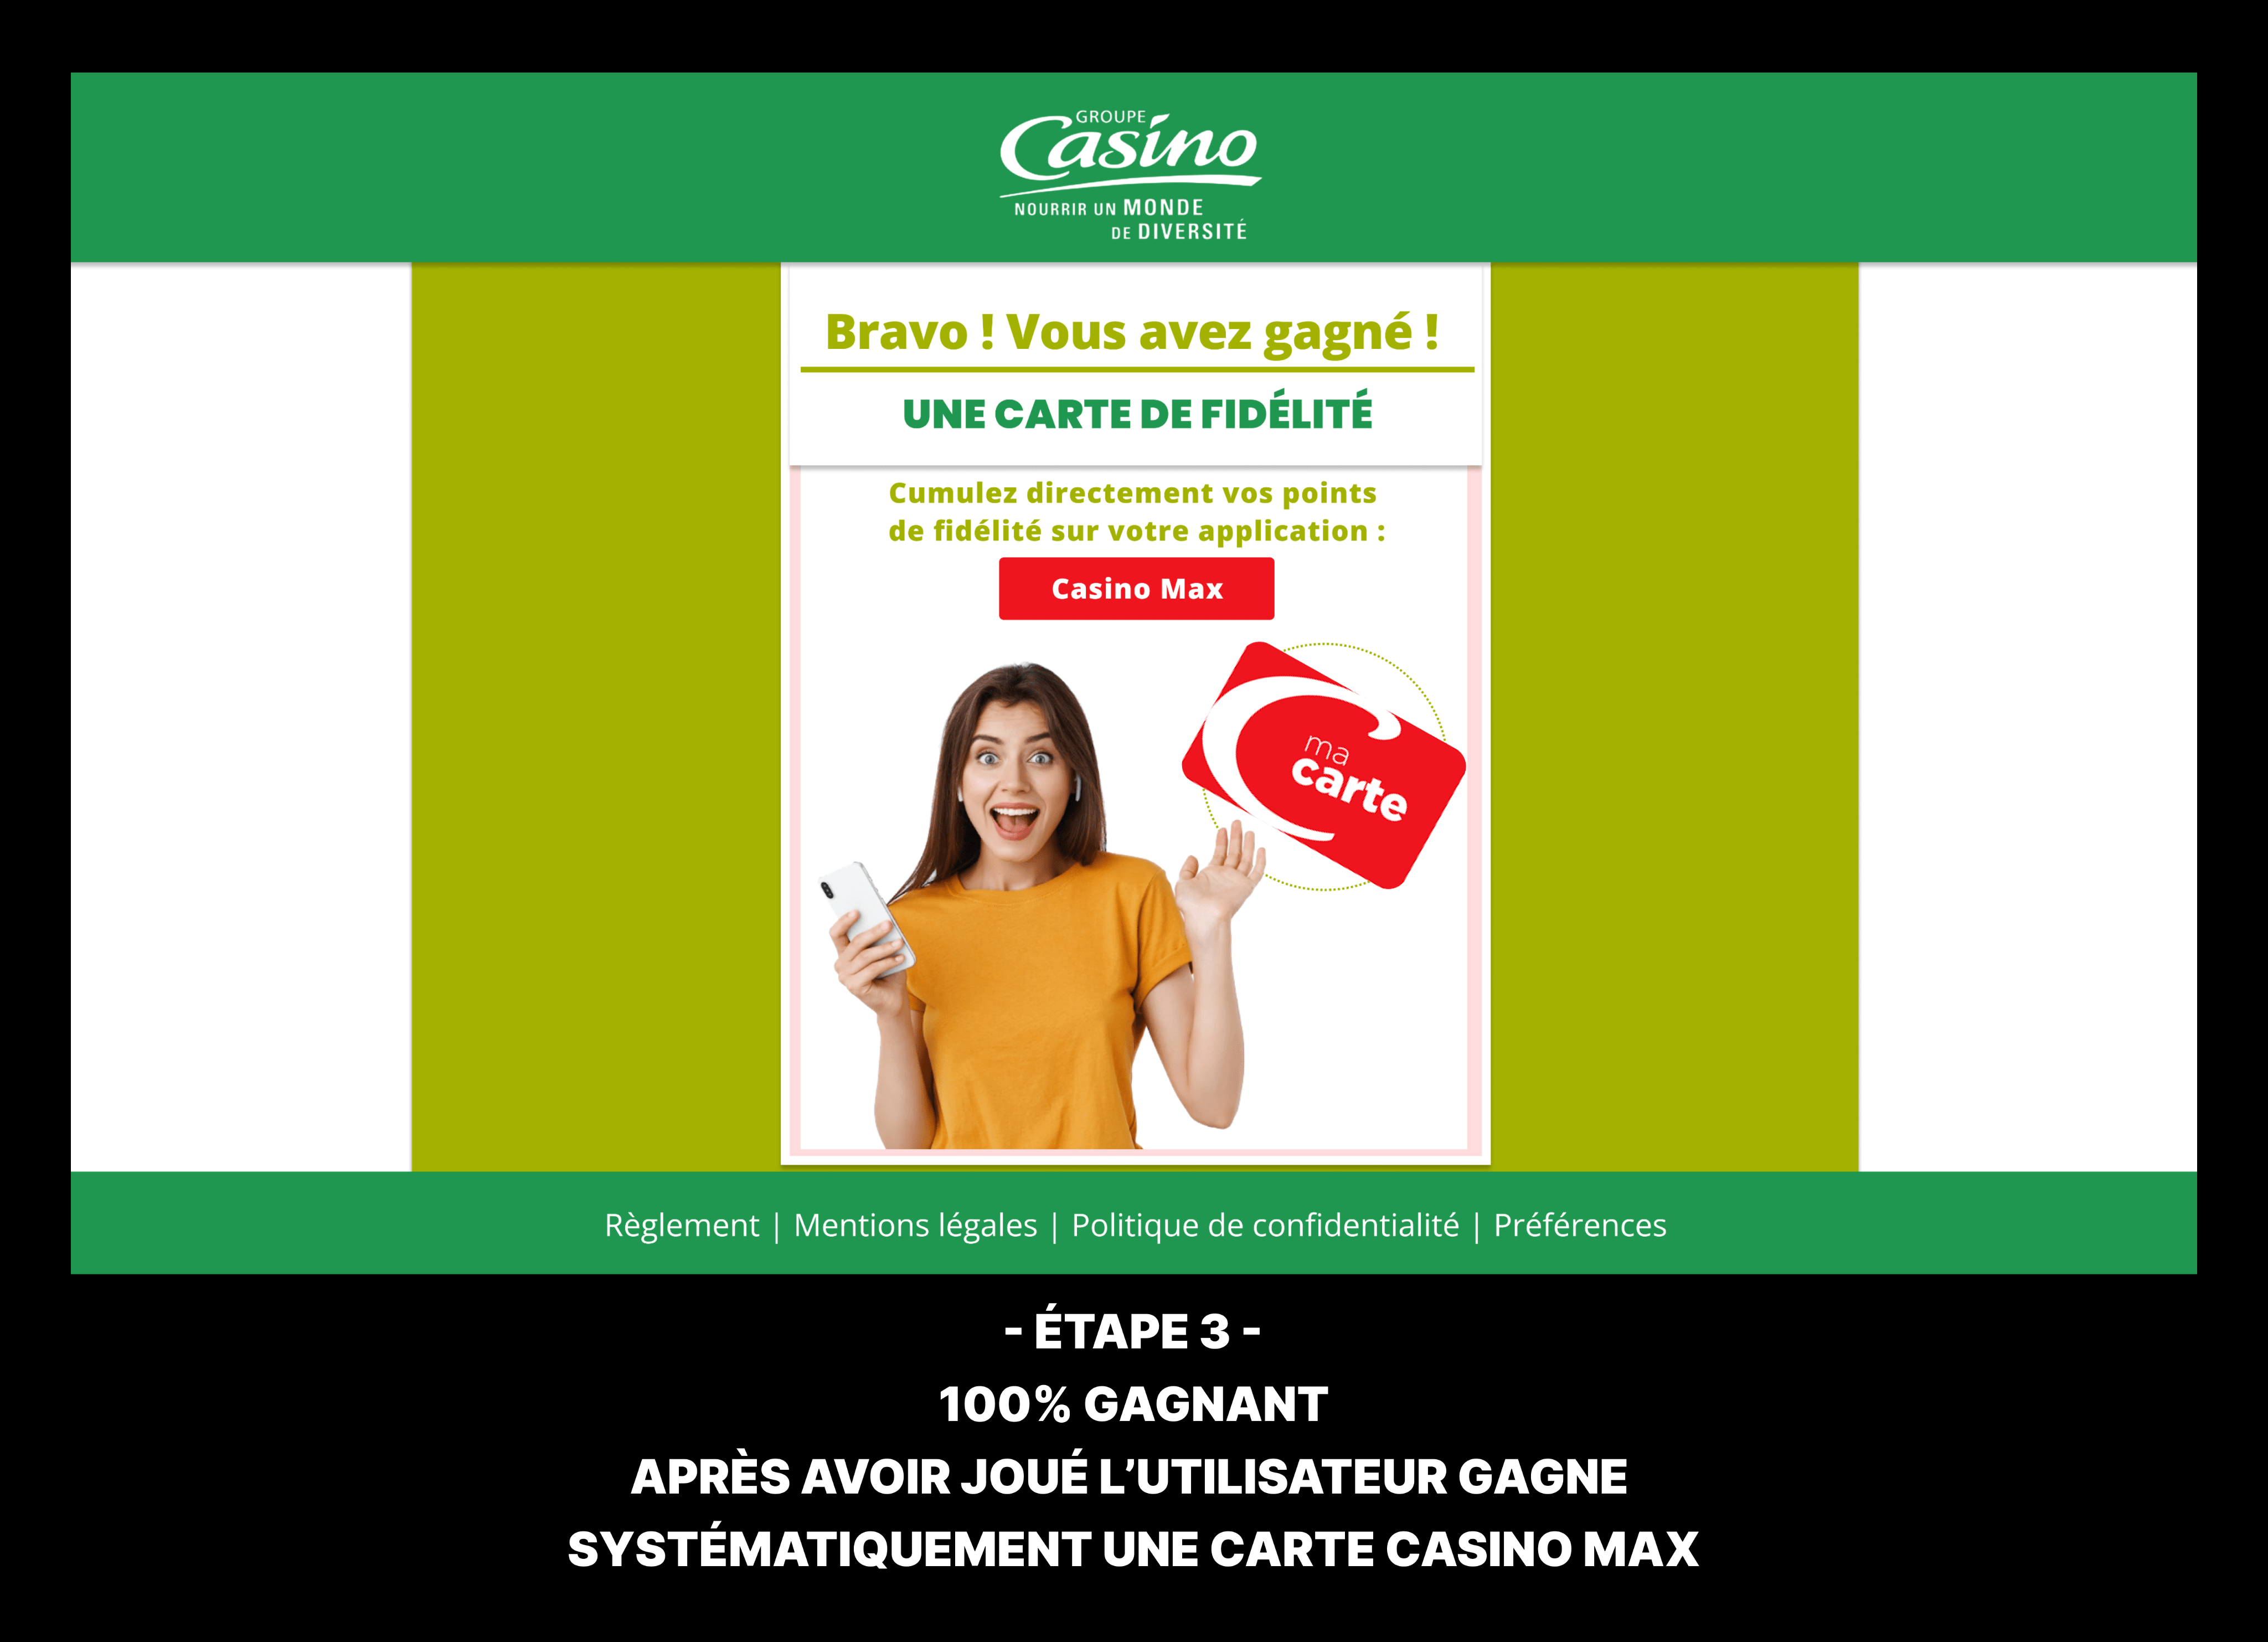 GROUPE
Casino
NOURRIR UN MONDE
DE DIVERSITÉ
Bravo ! Vous avez gagné !
UNE CARTE DE FIDÉLITÉ
Cumulez directement vos points
de fidélité sur votre application :
Casino Max
ma
carte
Règlement | Mentions légales | Politique de confidentialité | Préférences
- ÉTAPE 3 -
100% GAGNANT
APRÈS AVOIR JOUÉ L’UTILISATEUR GAGNE
SYSTÉMATIQUEMENT UNE CARTE CASINO MAX